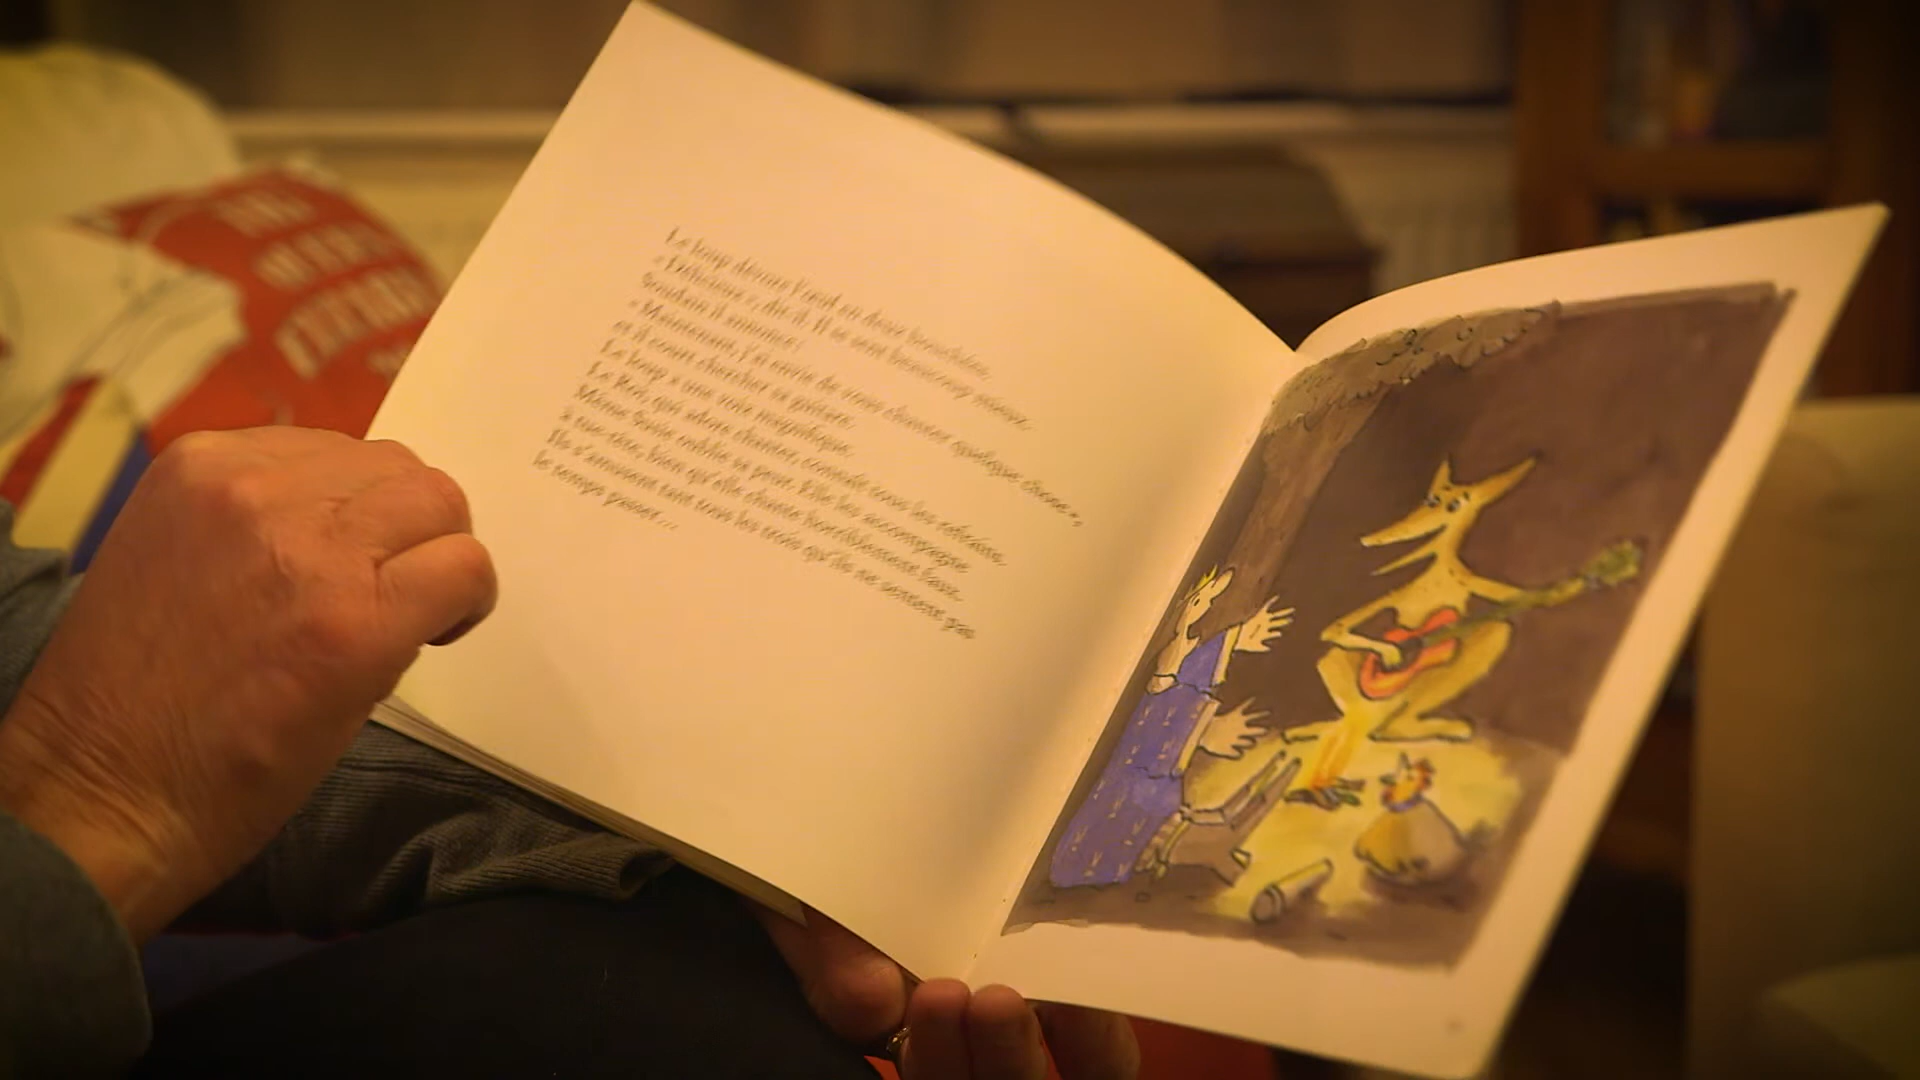 Le loup dévore l'œuf en deux bouchées.
« Délicieux », dit-il. Il se sent beaucoup mieux.
Soudain il annonce :
« Maintenant, j'ai envie de vous chanter quelque chose »,
et il court chercher sa guitare.
Le loup a une voix magnifique.
Le Roi, qui adore chanter, connaît tous les refrains.
Même Sonia oublie sa peur. Elle les accompagne
à tue-tête, bien qu'elle chante horriblement faux.
Ils s'amusent tant tous les trois qu'ils ne sentent pas
le temps passer...